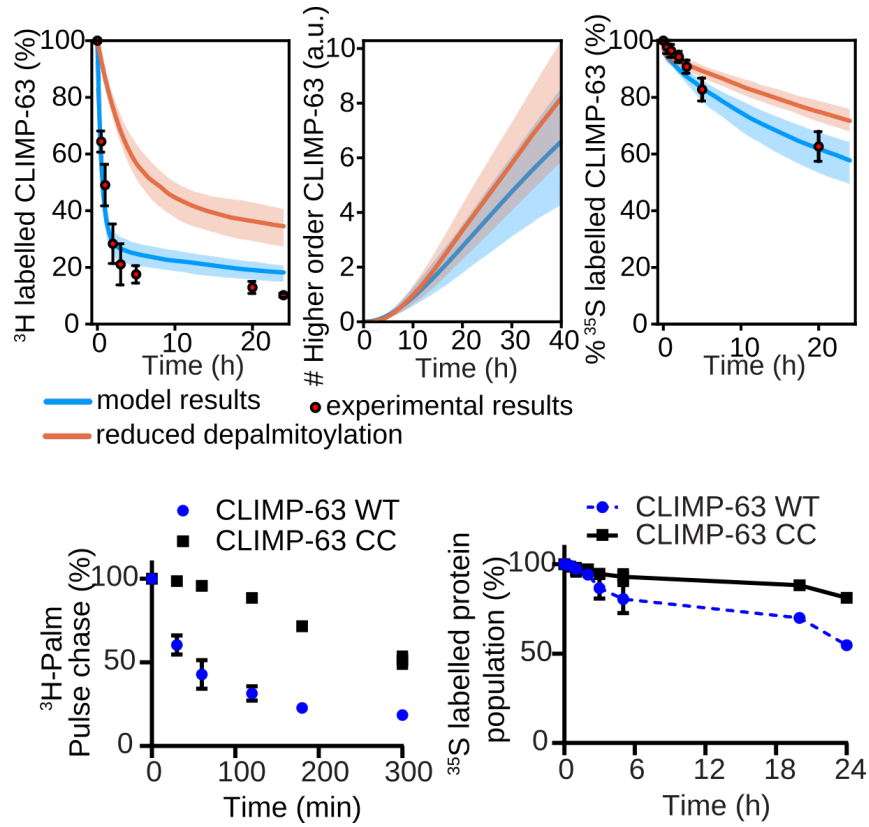 ³H labelled CLIMP-63 (%)
100
80
60
40
20
0
0 10 20
Time (h)
# Higher order CLIMP-63 (a.u.)
10
8
6
4
2
0
0 10 20 30 40
Time (h)
% ³⁵S labelled CLIMP-63 (%)
100
80
60
40
20
0
0 10 20
Time (h)
model results
experimental results
reduced depalmitoylation
CLIMP-63 WT
CLIMP-63 CC
³H-Palm
Pulse chase (%)
100
50
0
0 100 200 300
Time (min)
CLIMP-63 WT
CLIMP-63 CC
³⁵S labelled protein
population (%)
100
50
0
0 6 12 18 24
Time (h)